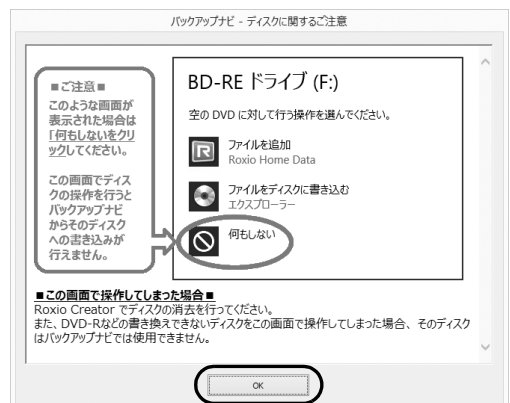 バックアップナビ - ディスクに関するご注意
■ご注意■
このような画面が
表示された場合は
「何もしないをクリ
ックしてください。
この画面でディス
クの操作を行うと
バックアップナビ
からそのディスク
への書き込みが
行えません。
BD-RE ドライブ (F:)
空の DVD に対して行う操作を選んでください。
ファイルを追加
Roxio Home Data
ファイルをディスクに書き込む
エクスプローラー
何もしない
■この画面で操作してしまった場合■
Roxio Creator でディスクの消去を行ってください。
また、DVD-Rなどの書き換えできないディスクをこの画面で操作してしまった場合、そのディスク
はバックアップナビでは使用できません。
OK